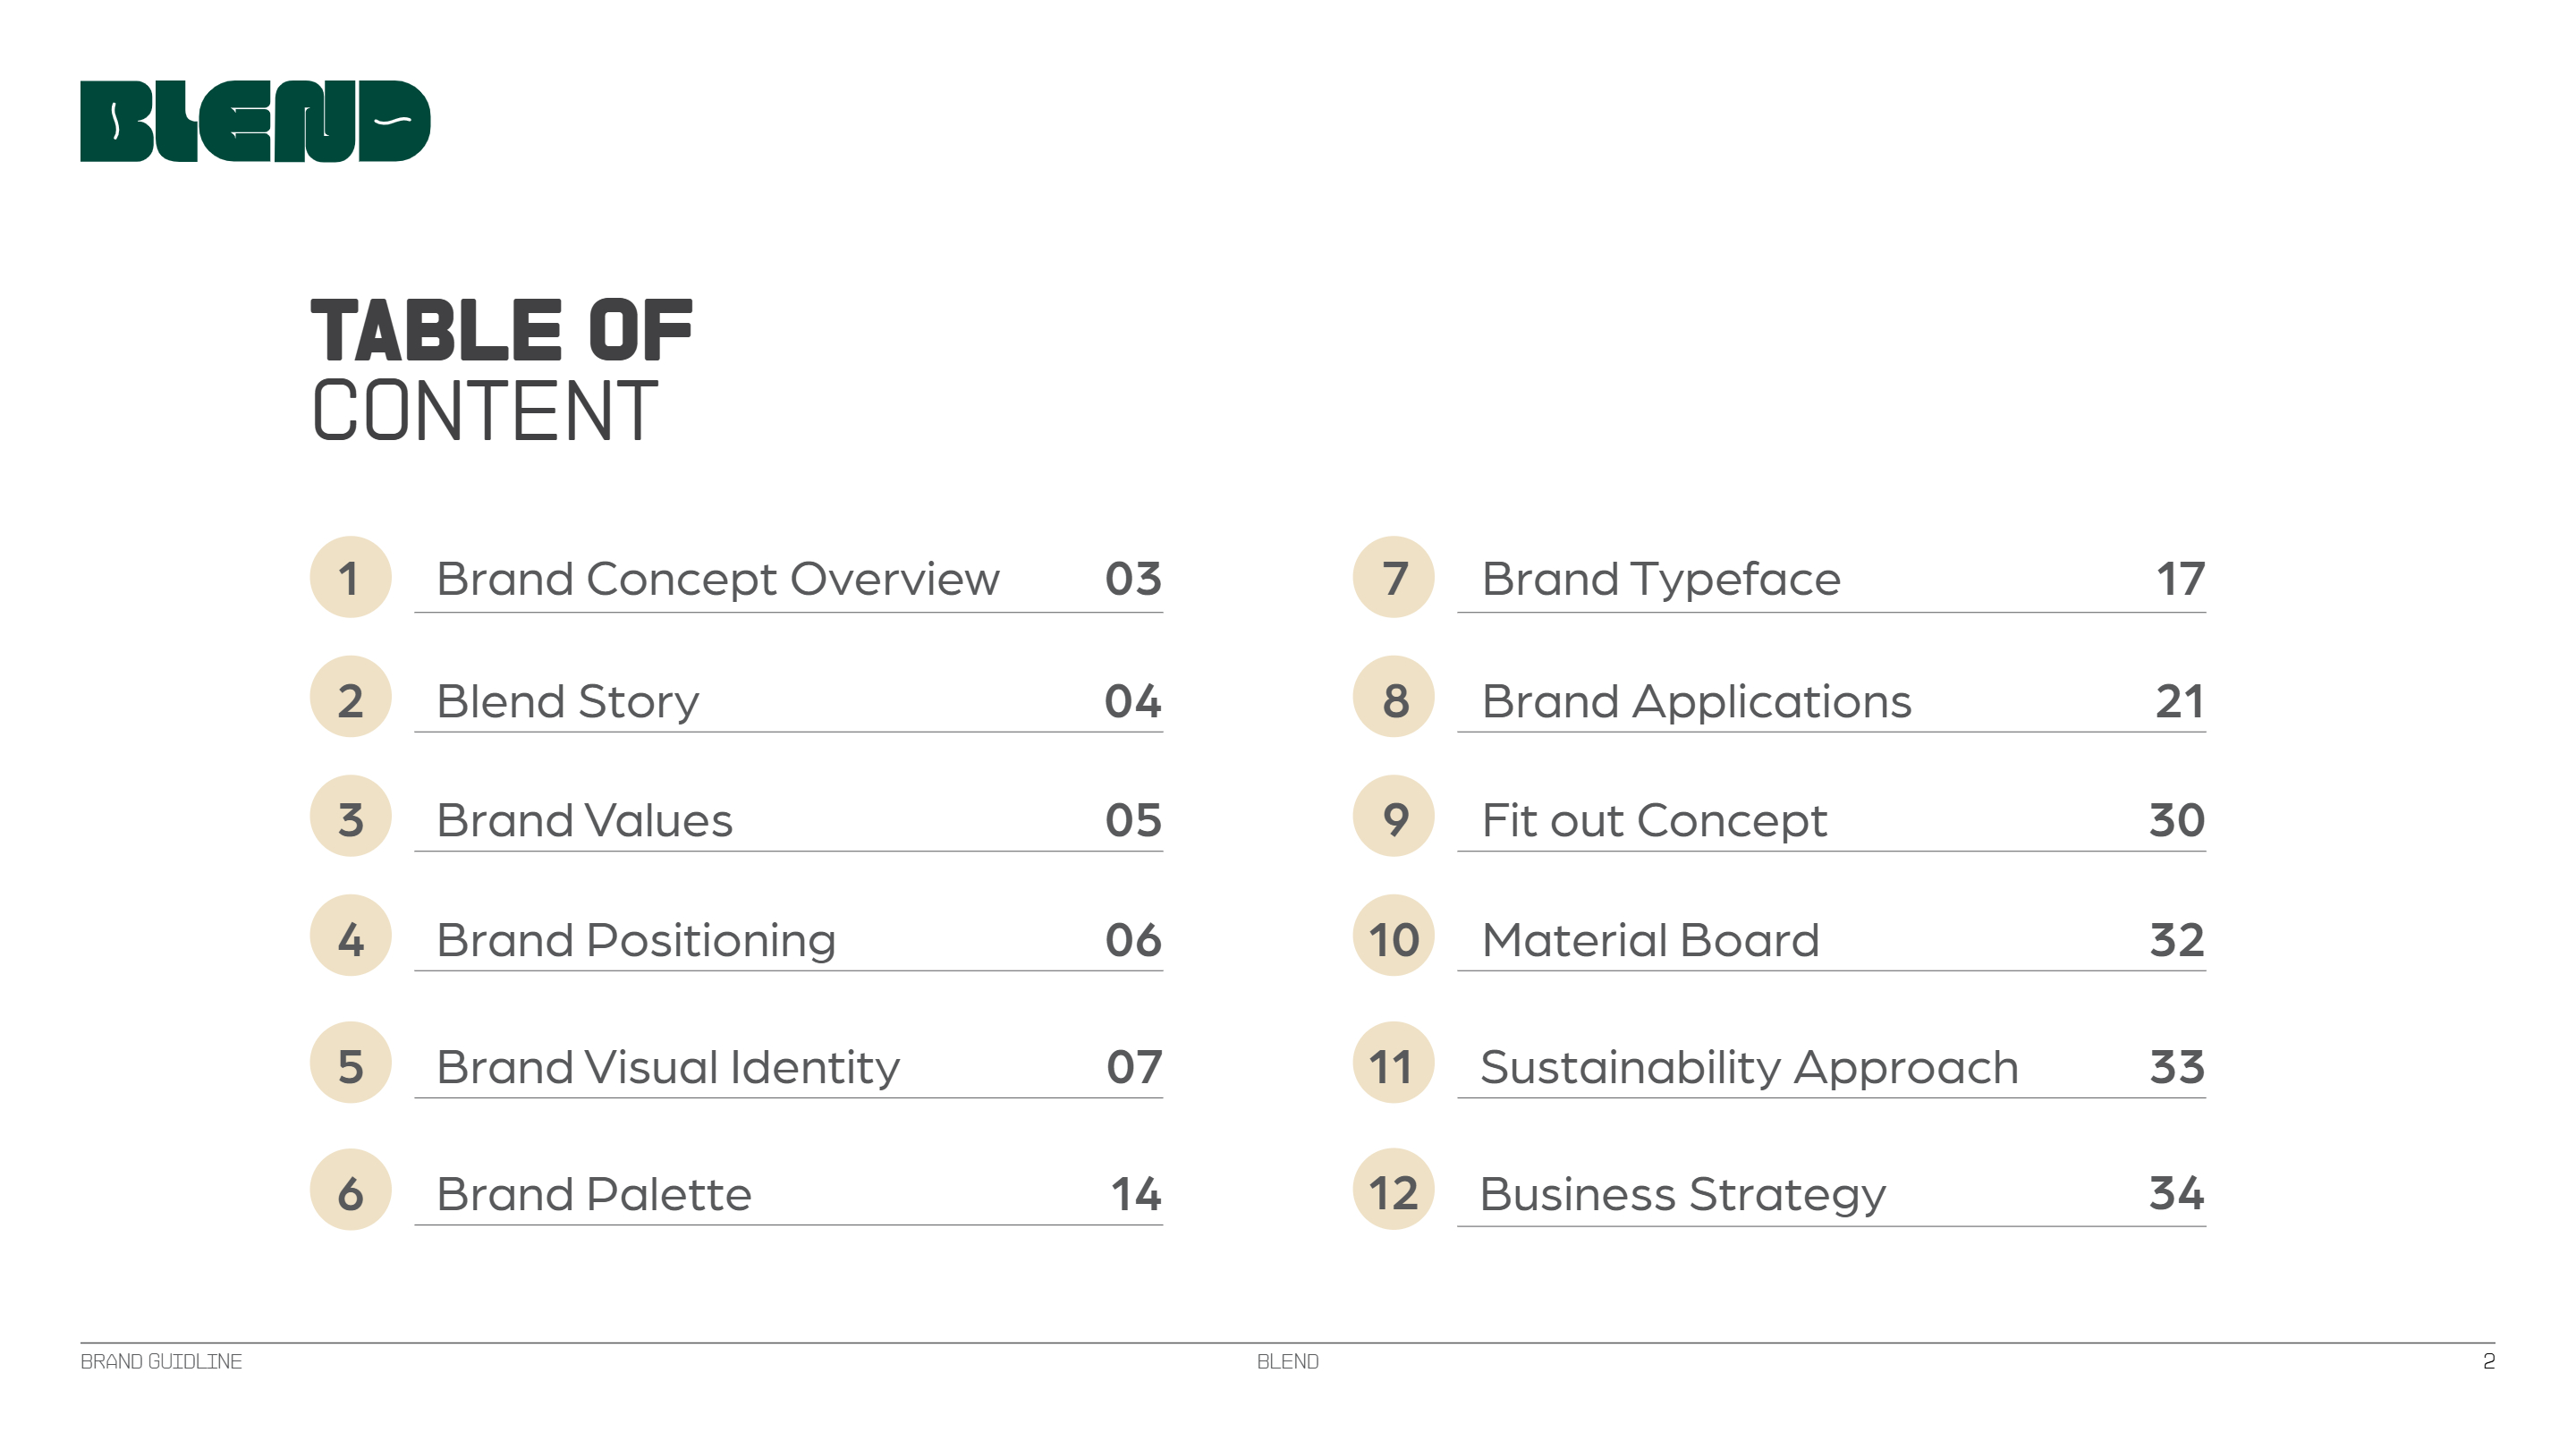 BLEND
TABLE OF
CONTENT
1 Brand Concept Overview 03
2 Blend Story 04
3 Brand Values 05
4 Brand Positioning 06
5 Brand Visual Identity 07
6 Brand Palette 14
7 Brand Typeface 17
8 Brand Applications 21
9 Fit out Concept 30
10 Material Board 32
11 Sustainability Approach 33
12 Business Strategy 34
BRAND GUIDLINE BLEND 2